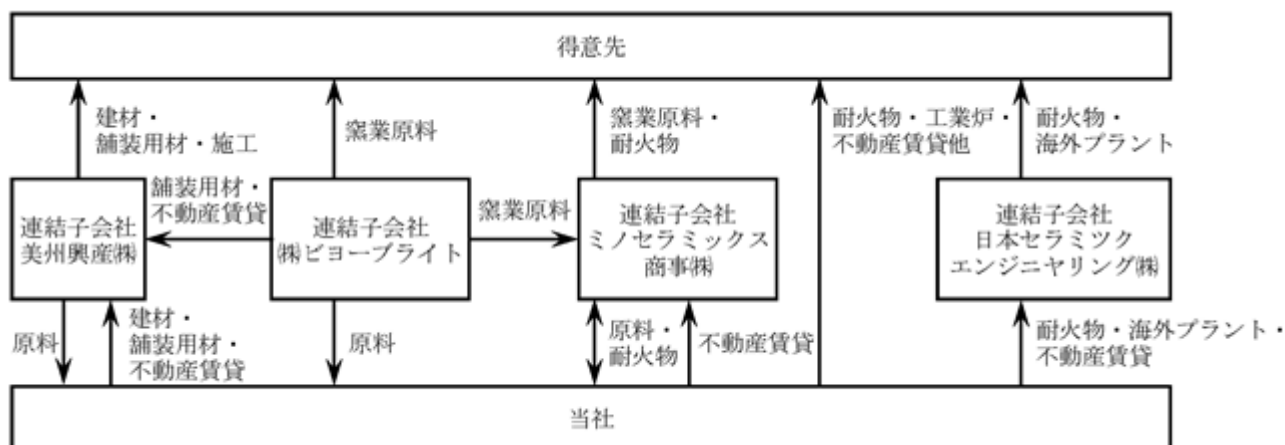 得意先
建材・
舗装用材・施工
窯業原料
窯業原料・
耐火物
耐火物・工業炉・
不動産賃貸他
耐火物・
海外プラント
連結子会社
美州興産㈱
舗装用材・
不動産賃貸
連結子会社
㈱ビヨーブライト
窯業原料
連結子会社
ミノセラミックス
商事㈱
連結子会社
日本セラミツク
エンジニヤリング㈱
原料
建材・
舗装用材・
不動産賃貸
原料
原料・
耐火物
不動産賃貸
耐火物・海外プラント・
不動産賃貸
当社